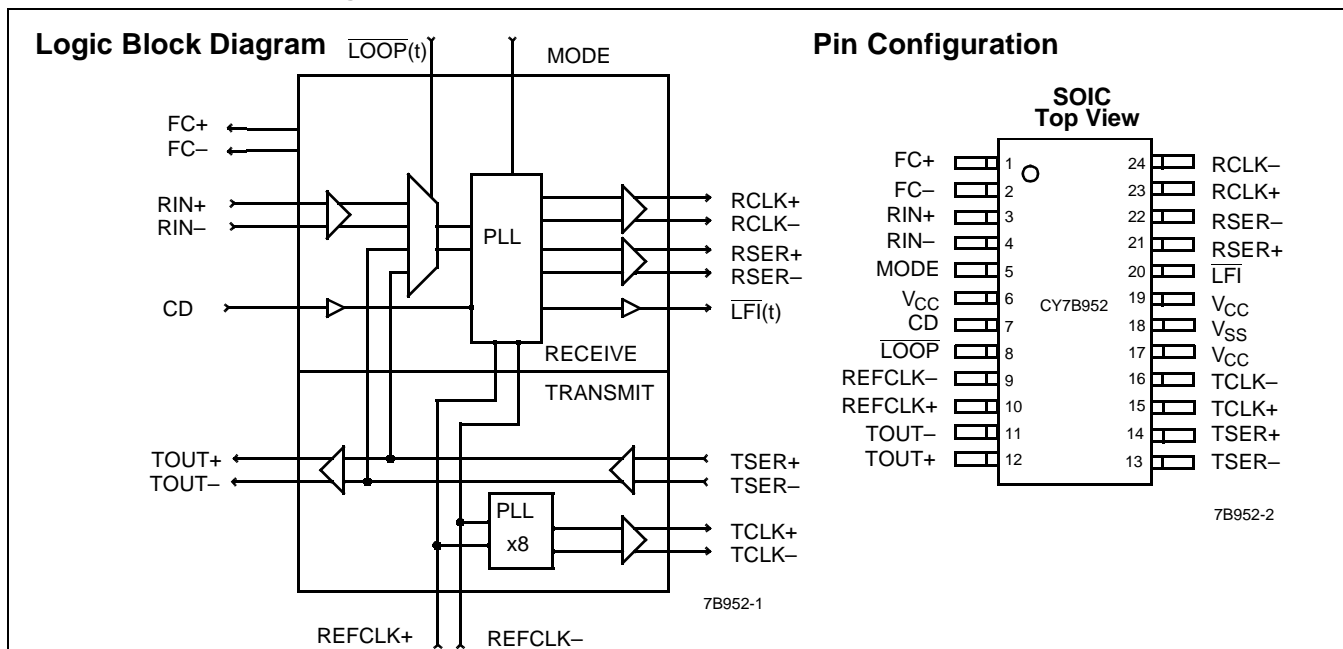 Logic Block Diagram
LOOP(t)
MODE
FC+
FC–
RIN+
RIN–
CD
PLL
RCLK+
RCLK–
RSER+
RSER–
LFI(t)
RECEIVE
TRANSMIT
TOUT+
TOUT–
TSER+
TSER–
PLL
x8
TCLK+
TCLK–
7B952-1
REFCLK+ REFCLK–
Pin Configuration
SOIC
Top View
FC+ 1 24 RCLK–
FC– 2 23 RCLK+
RIN+ 3 22 RSER–
RIN– 4 21 RSER+
MODE 5 20 LFI
VCC 6 19 VCC
CY7B952
CD 7 18 VSS
LOOP 8 17 VCC
REFCLK– 9 16 TCLK–
REFCLK+ 10 15 TCLK+
TOUT– 11 14 TSER+
TOUT+ 12 13 TSER–
7B952-2